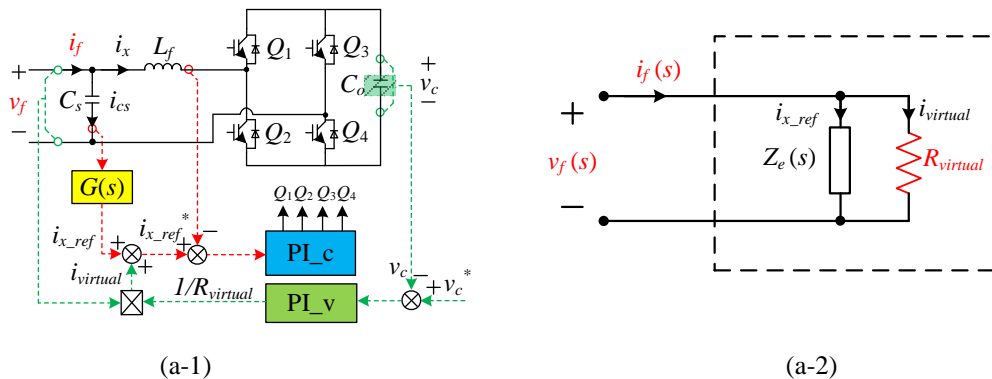 i_f i_x L_f Q_1 Q_3
+ +
v_f C_s i_cs C_o v_c
− −
Q_2 Q_4
G(s) Q_1 Q_2 Q_3 Q_4
i_x_ref i_x_ref* −
+ + PI_c
+
i_virtual 1/R_virtual PI_v v_c − + v_c*
(a-1)
i_f(s)
+ i_x_ref i_virtual
v_f(s) Z_e(s) R_virtual
−
(a-2)